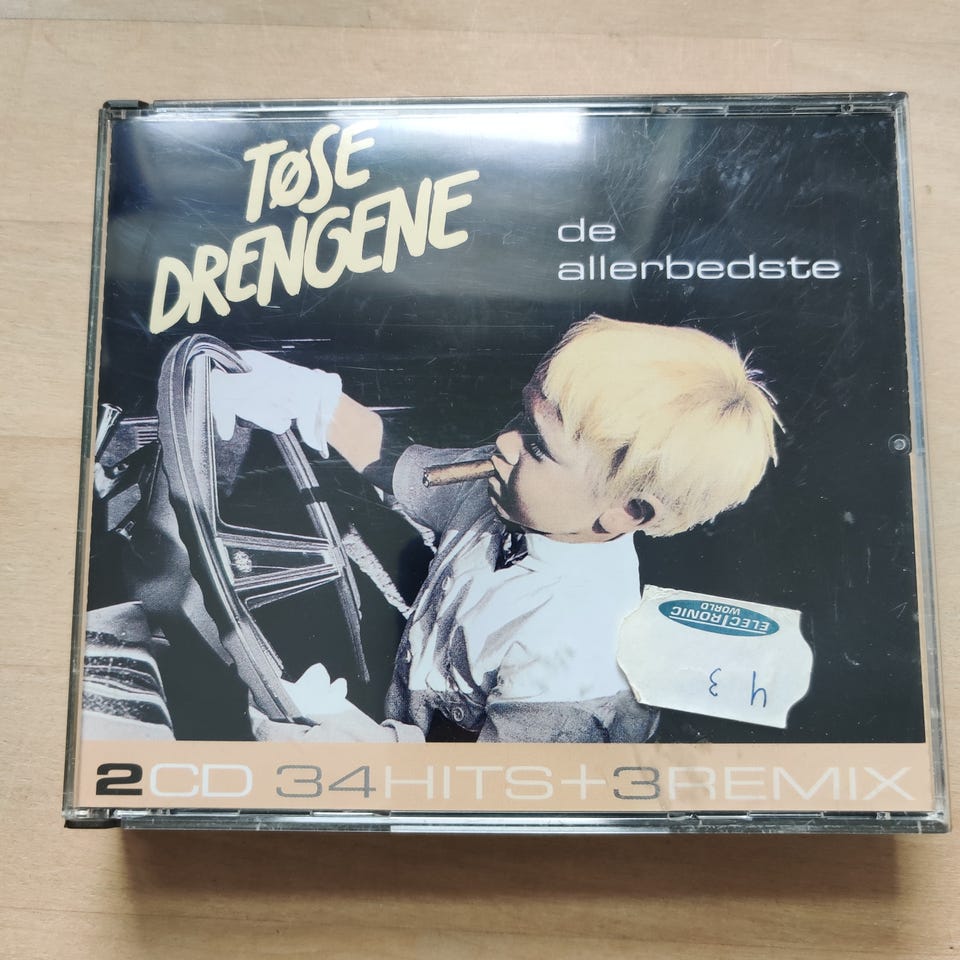 TØSE
DRENGENE
de
allerbedste
ELECTRONIC
WORLD
43
2CD 34HITS+3REMIX